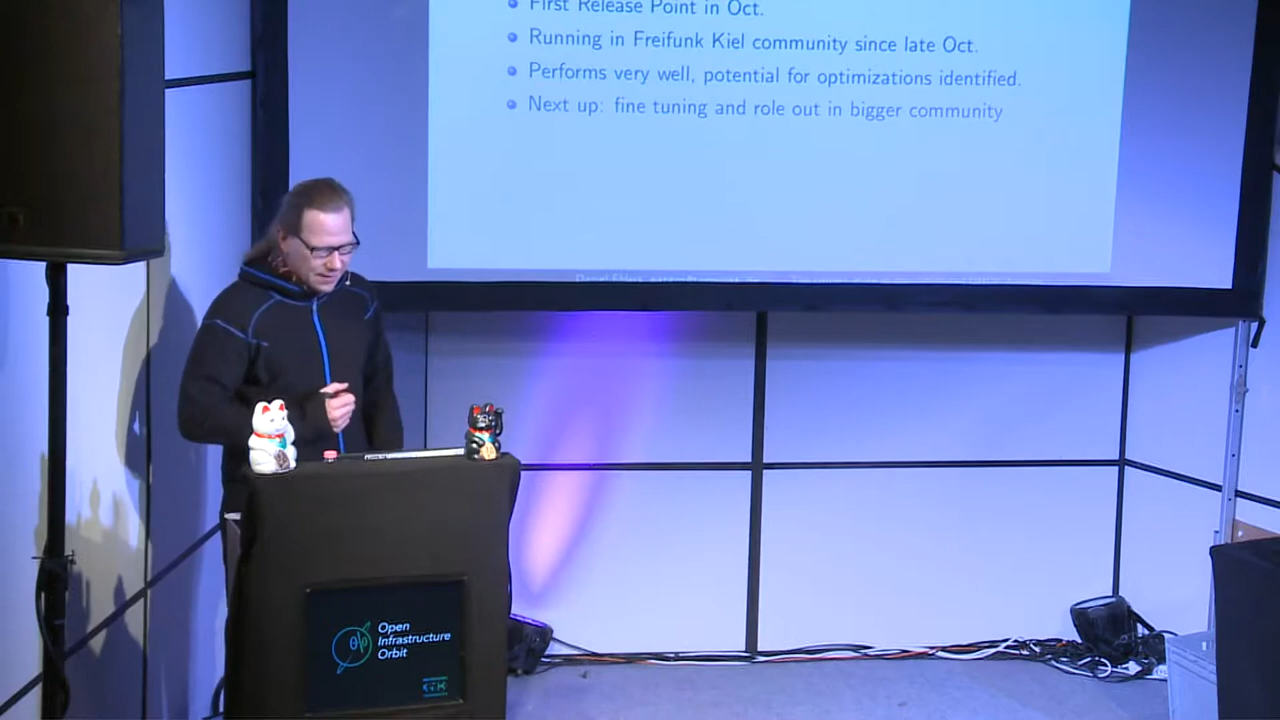 First Release Point in Oct.
Running in Freifunk Kiel community since late Oct.
Performs very well, potential for optimizations identified.
Next up: fine tuning and role out in bigger community
Open
Infrastructure
Orbit